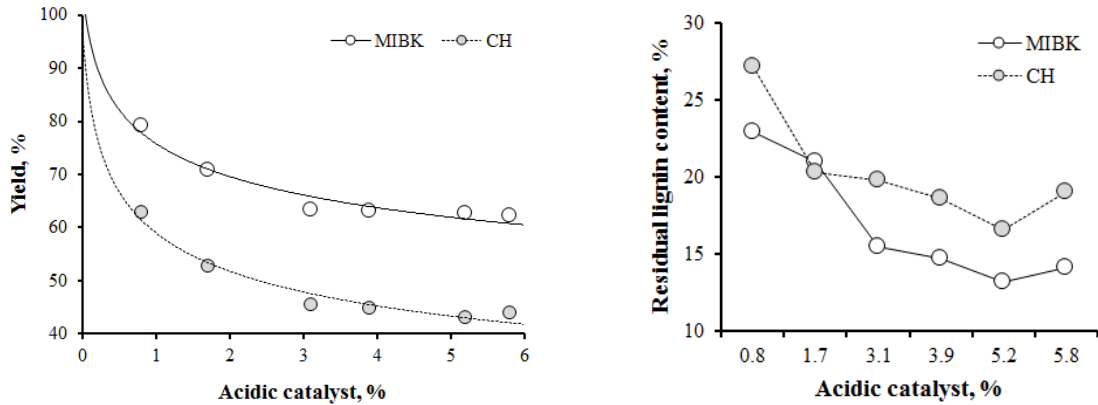 100
90
80
70
60
50
40
Yield, %
MIBK CH
0 1 2 3 4 5 6
Acidic catalyst, %
30
25
20
15
10
Residual lignin content, %
MIBK
CH
0.8 1.7 3.1 3.9 5.2 5.8
Acidic catalyst, %